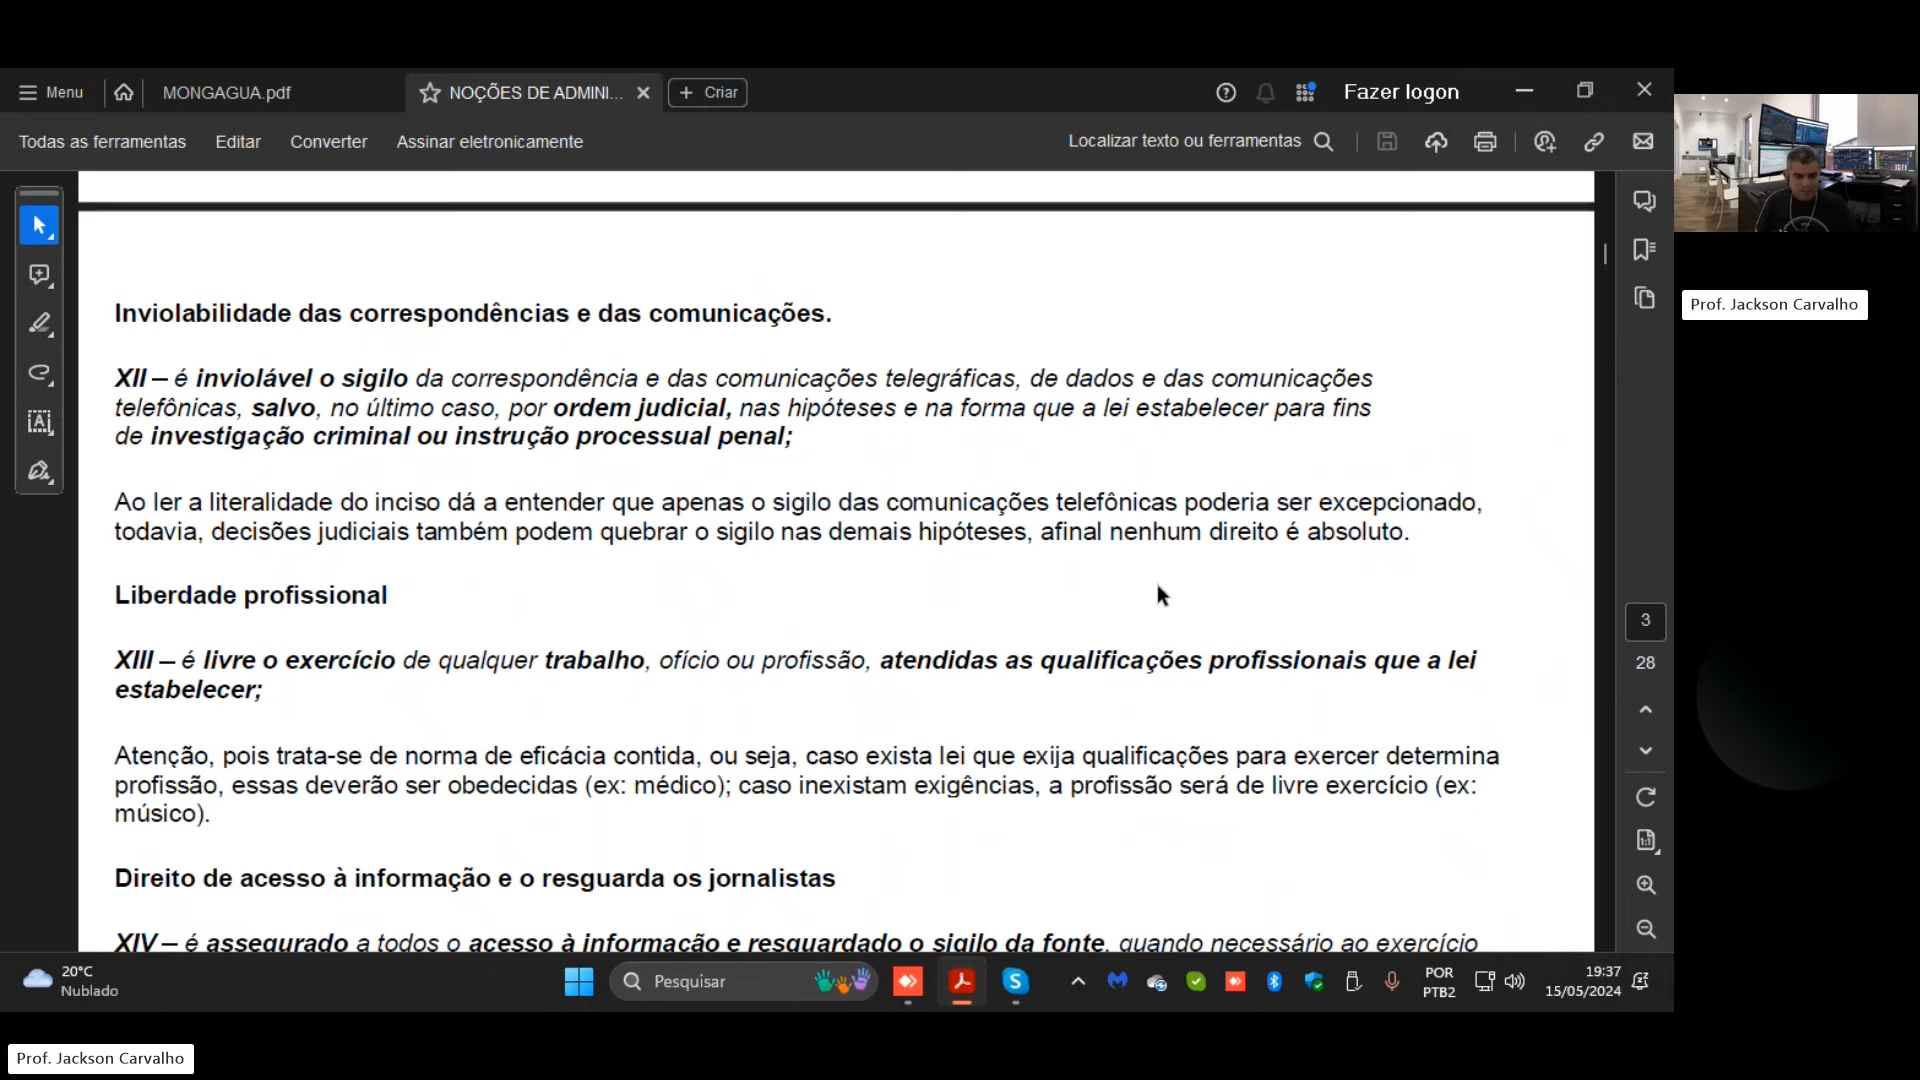 Menu
MONGAGUA.pdf
NOÇÕES DE ADMINI...
Criar
Fazer logon
Todas as ferramentas
Editar
Converter
Assinar eletronicamente
Localizar texto ou ferramentas
Inviolabilidade das correspondências e das comunicações.
XII – é inviolável o sigilo da correspondência e das comunicações telegráficas, de dados e das comunicações
telefônicas, salvo, no último caso, por ordem judicial, nas hipóteses e na forma que a lei estabelecer para fins
de investigação criminal ou instrução processual penal;
Ao ler a literalidade do inciso dá a entender que apenas o sigilo das comunicações telefônicas poderia ser excepcionado,
todavia, decisões judiciais também podem quebrar o sigilo nas demais hipóteses, afinal nenhum direito é absoluto.
Liberdade profissional
XIII – é livre o exercício de qualquer trabalho, ofício ou profissão, atendidas as qualificações profissionais que a lei
estabelecer;
Atenção, pois trata-se de norma de eficácia contida, ou seja, caso exista lei que exija qualificações para exercer determina
profissão, essas deverão ser obedecidas (ex: médico); caso inexistam exigências, a profissão será de livre exercício (ex:
músico).
Direito de acesso à informação e o resguarda os jornalistas
XIV – é assegurado a todos o acesso à informação e resguardado o sigilo da fonte, quando necessário ao exercício
3
28
20°C
Nublado
Pesquisar
POR
PTB2
19:37
15/05/2024
Prof. Jackson Carvalho
Prof. Jackson Carvalho